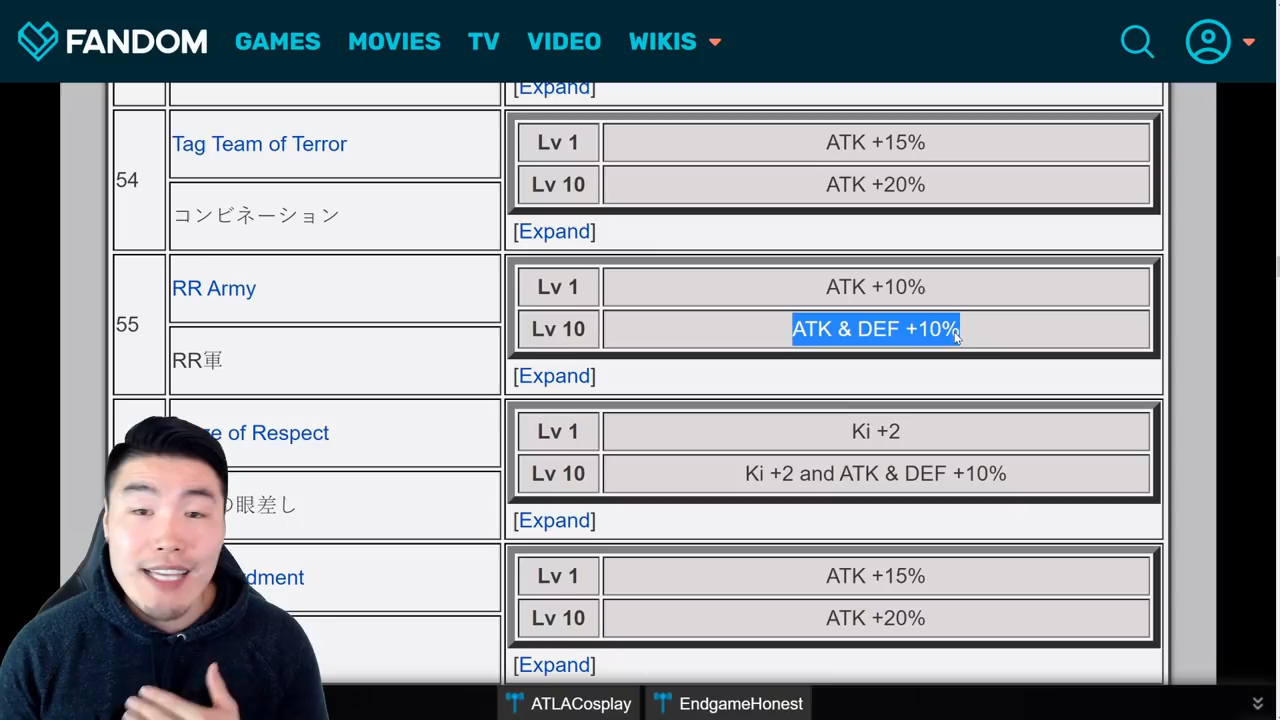 FANDOM GAMES MOVIES TV VIDEO WIKIS
[Expand]
54
Tag Team of Terror
コンビネーション
Lv 1 ATK +15%
Lv 10 ATK +20%
[Expand]
55
RR Army
RR軍
Lv 1 ATK +10%
Lv 10 ATK & DEF +10%
[Expand]
of Respect
の眼差し
Lv 1 Ki +2
Lv 10 Ki +2 and ATK & DEF +10%
[Expand]
Lv 1 ATK +15%
Lv 10 ATK +20%
[Expand]
ATLACosplay EndgameHonest